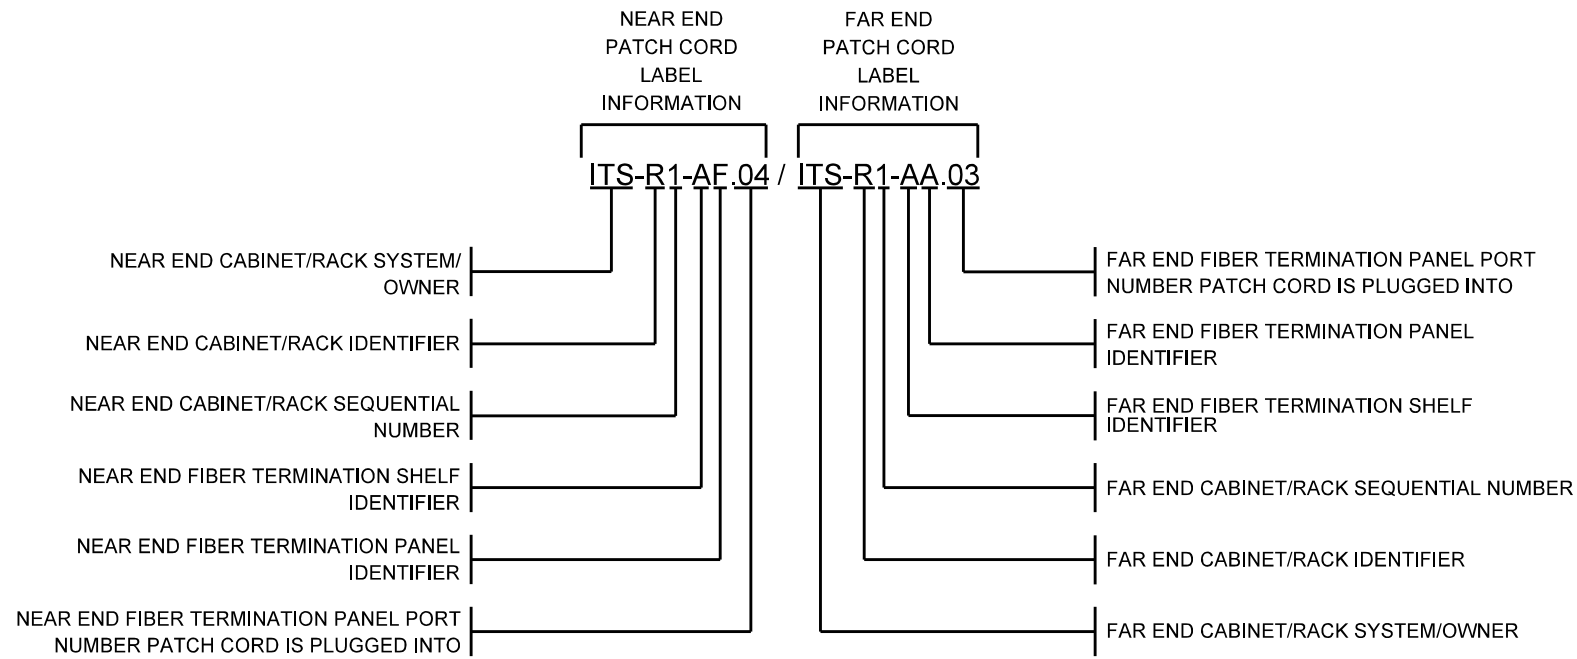 NEAR END
PATCH CORD
LABEL
INFORMATION
FAR END
PATCH CORD
LABEL
INFORMATION
ITS-R1-AF.04 / ITS-R1-AA.03
NEAR END CABINET/RACK SYSTEM/
OWNER
NEAR END CABINET/RACK IDENTIFIER
NEAR END CABINET/RACK SEQUENTIAL
NUMBER
NEAR END FIBER TERMINATION SHELF
IDENTIFIER
NEAR END FIBER TERMINATION PANEL
IDENTIFIER
NEAR END FIBER TERMINATION PANEL PORT
NUMBER PATCH CORD IS PLUGGED INTO
FAR END FIBER TERMINATION PANEL PORT
NUMBER PATCH CORD IS PLUGGED INTO
FAR END FIBER TERMINATION PANEL
IDENTIFIER
FAR END FIBER TERMINATION SHELF
IDENTIFIER
FAR END CABINET/RACK SEQUENTIAL NUMBER
FAR END CABINET/RACK IDENTIFIER
FAR END CABINET/RACK SYSTEM/OWNER